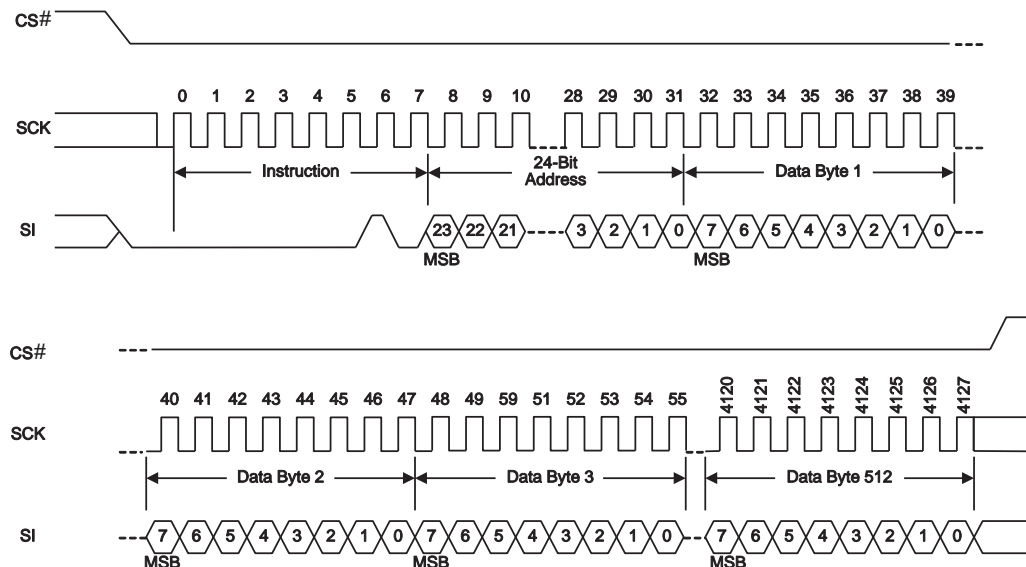 CS#
0 1 2 3 4 5 6 7 8 9 10 28 29 30 31 32 33 34 35 36 37 38 39
SCK
Instruction 24-Bit Address Data Byte 1
SI
23 22 21 3 2 1 0 7 6 5 4 3 2 1 0
MSB MSB
CS#
40 41 42 43 44 45 46 47 48 49 59 51 52 53 54 55 4120 4121 4122 4123 4124 4125 4126 4127
SCK
Data Byte 2 Data Byte 3 Data Byte 512
SI
7 6 5 4 3 2 1 0 7 6 5 4 3 2 1 0 7 6 5 4 3 2 1 0
MSB MSB MSB